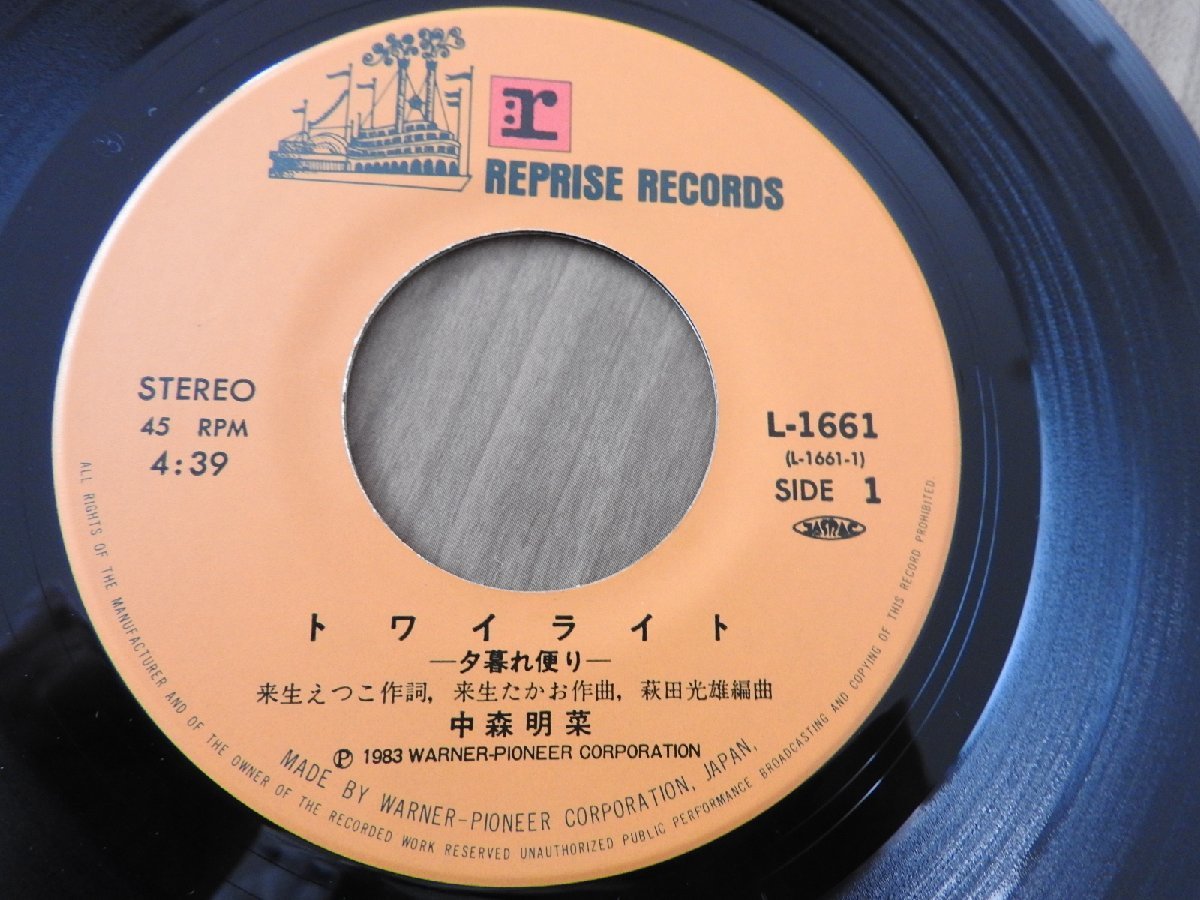 r
REPRISE RECORDS
STEREO
45 RPM
4:39
L-1661
(L-1661-1)
SIDE 1
JASRAC
トワイライト
—夕暮れ便り—
来生えつこ作詞, 来生たかお作曲, 萩田光雄編曲
中森明菜
Ⓟ 1983 WARNER-PIONEER CORPORATION
MADE BY WARNER-PIONEER CORPORATION, JAPAN.
ALL RIGHTS OF THE MANUFACTURER AND OF THE OWNER OF THE RECORDED WORK RESERVED UNAUTHORIZED PUBLIC PERFORMANCE BROADCASTING AND COPYING OF THIS RECORD PROHIBITED.